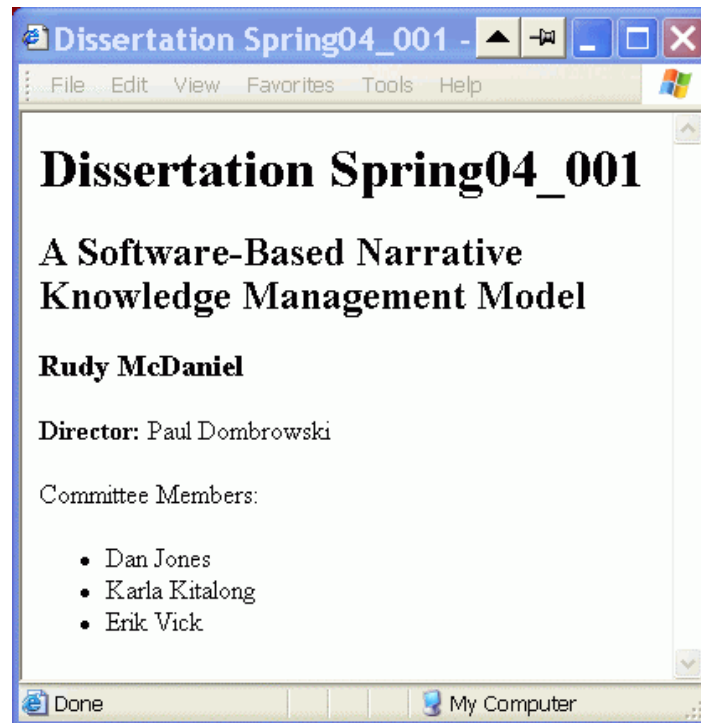 Dissertation Spring04_001 -
File Edit View Favorites Tools Help
Dissertation Spring04_001
A Software-Based Narrative
Knowledge Management Model
Rudy McDaniel
Director: Paul Dombrowski
Committee Members:
• Dan Jones
• Karla Kitalong
• Erik Vick
Done My Computer